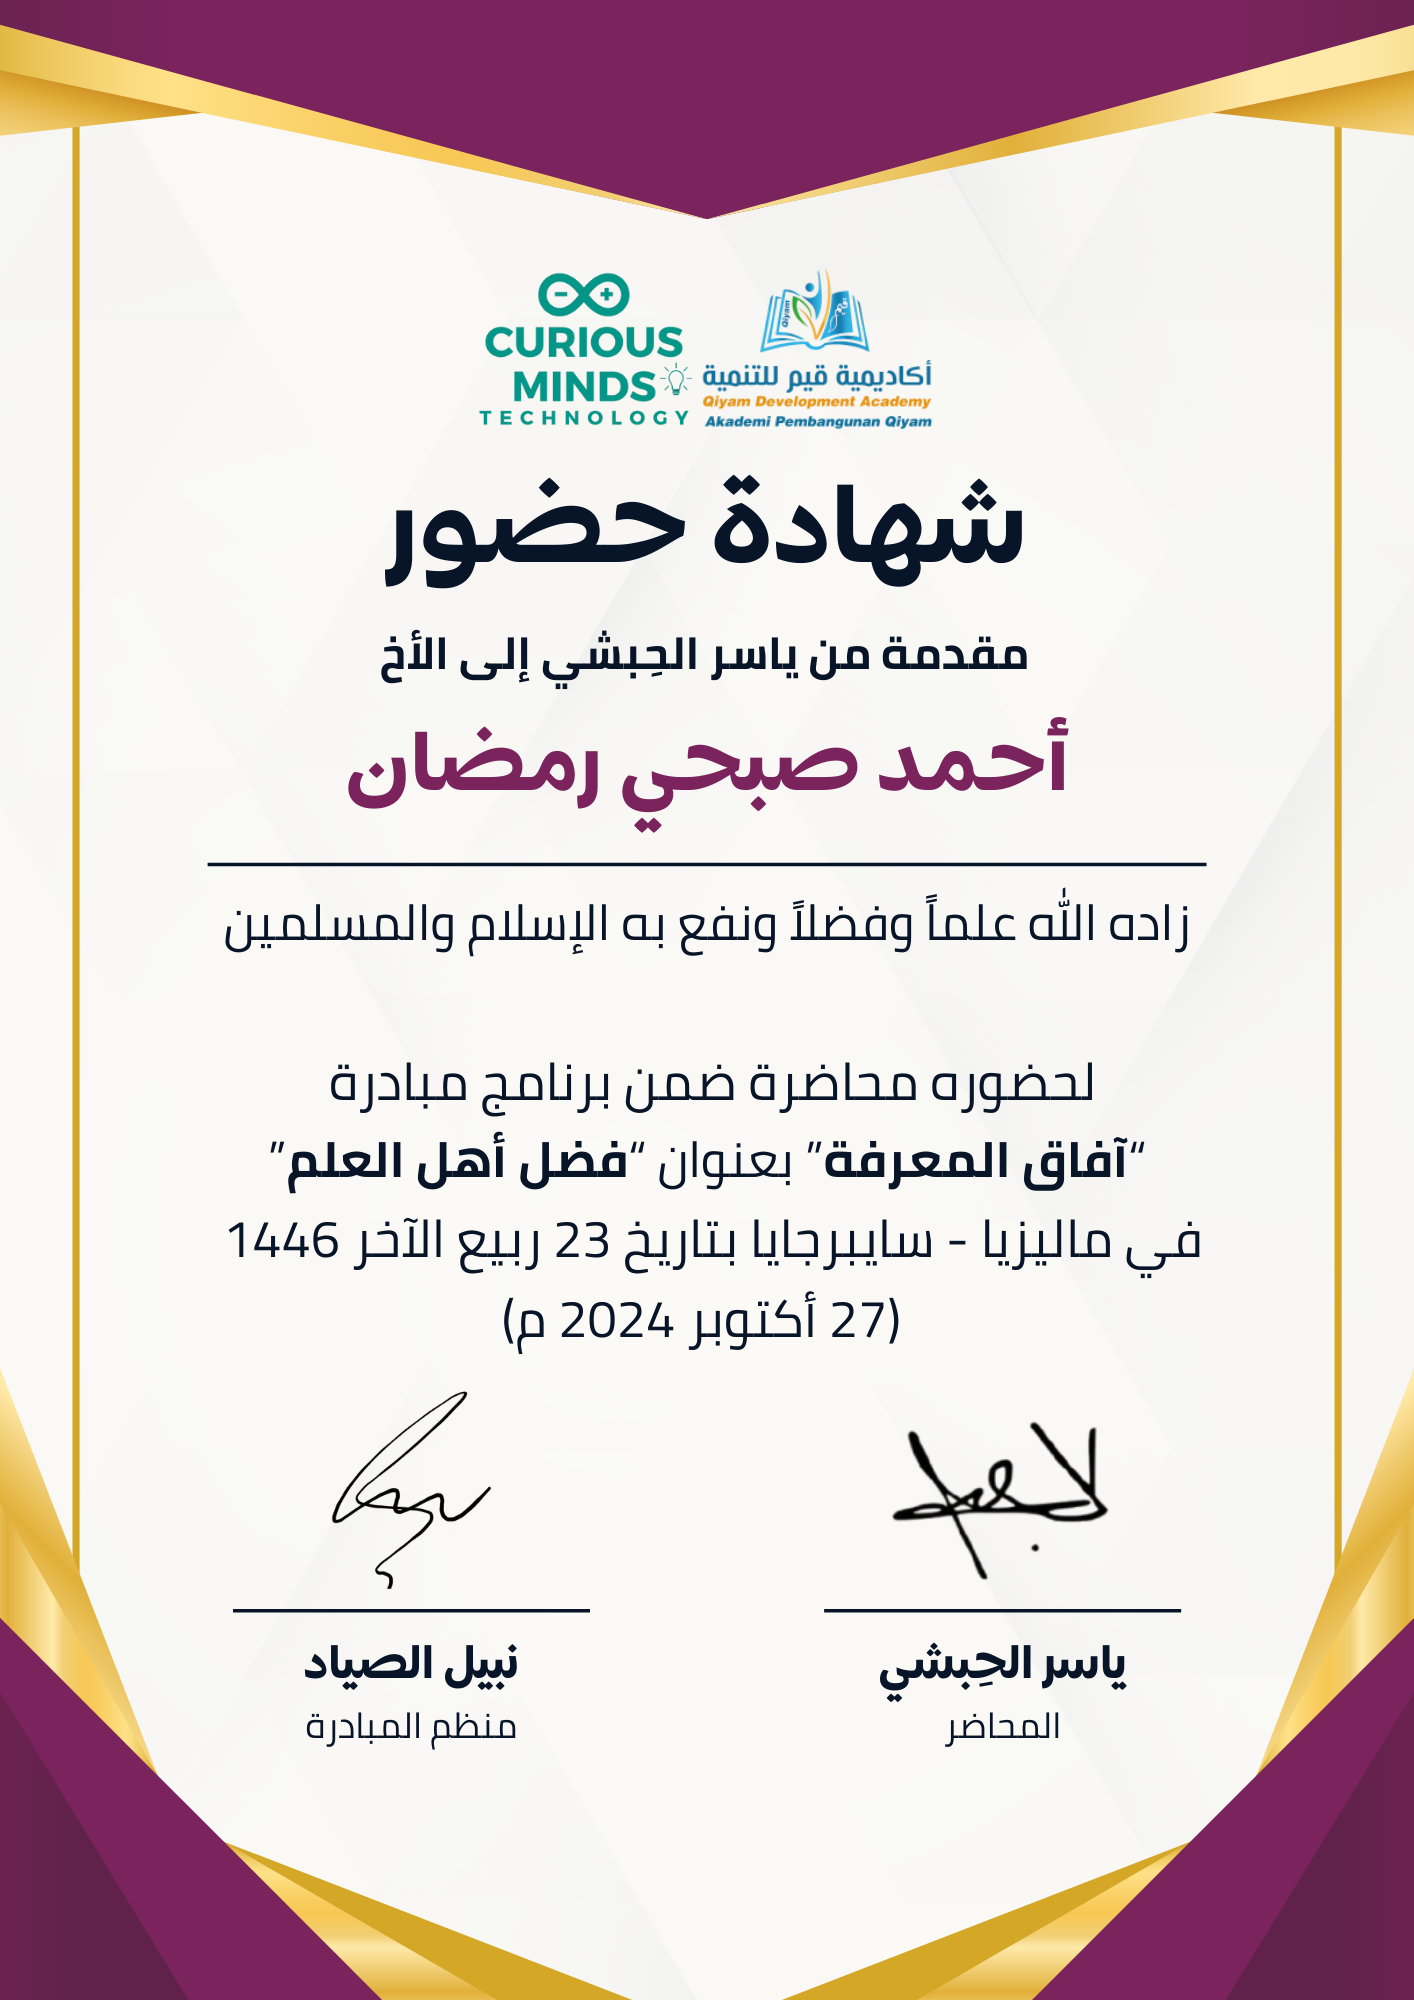 CURIOUS
MINDS
TECHNOLOGY
Qiyam
قيم
أكاديمية قيم للتنمية
Qiyam Development Academy
Akademi Pembangunan Qiyam
شهادة حضور
مقدمة من ياسر الحِبشي إلى الأخ
أحمد صبحي رمضان
زاده الله علماً وفضلاً ونفع به الإسلام والمسلمين
لحضوره محاضرة ضمن برنامج مبادرة
“آفاق المعرفة” بعنوان “فضل أهل العلم”
في ماليزيا - سايبرجايا بتاريخ 23 ربيع الآخر 1446
(27 أكتوبر 2024 م)
ياسر الحِبشي
المحاضر
نبيل الصياد
منظم المبادرة